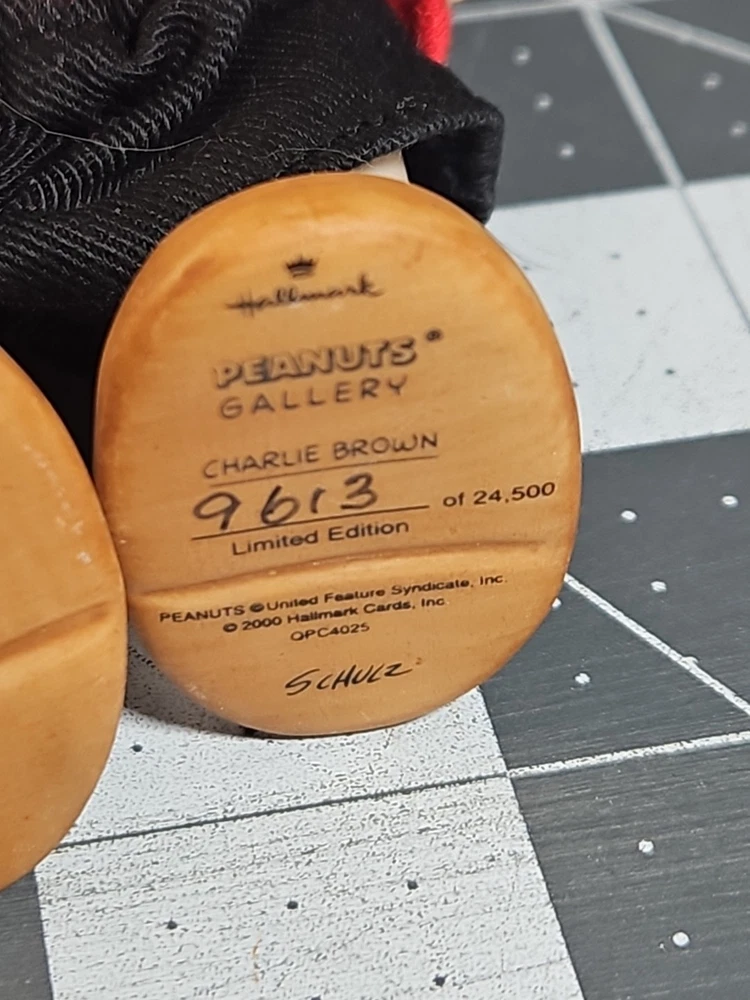 Hallmark
PEANUTS®
GALLERY
CHARLIE BROWN
9613 of 24,500
Limited Edition
PEANUTS © United Feature Syndicate, Inc.
© 2000 Hallmark Cards, Inc.
QPC4025
SCHULZ